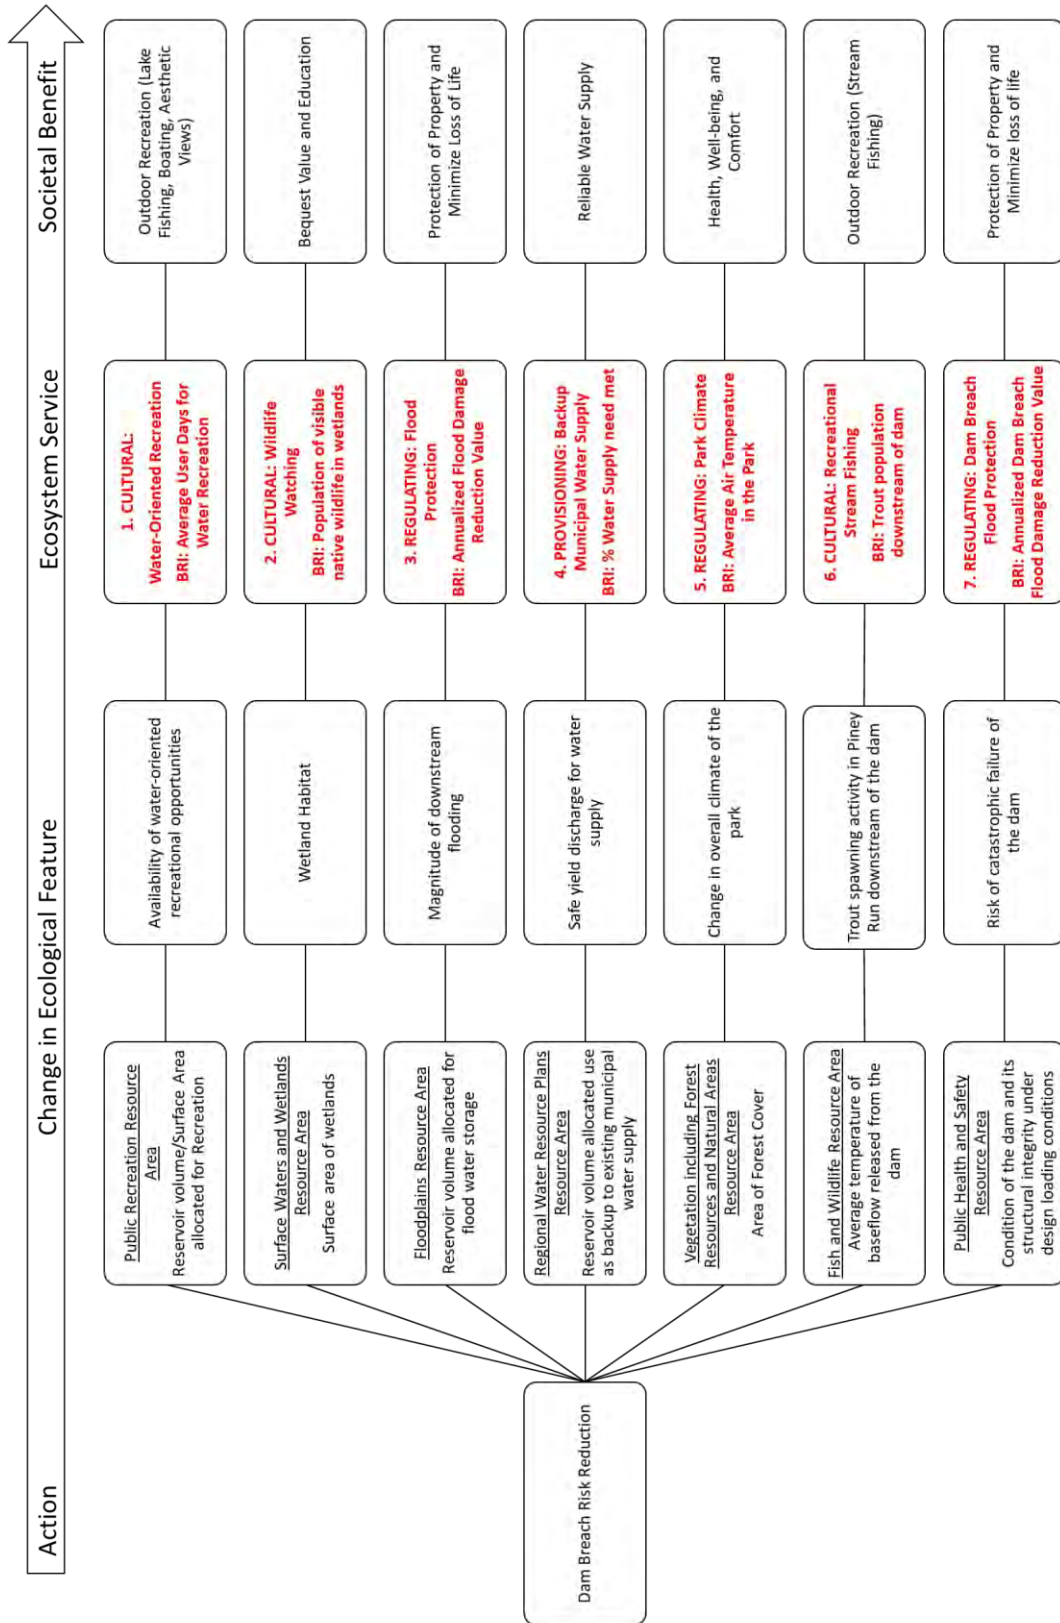 Action
Change in Ecological Feature
Ecosystem Service
Societal Benefit
Dam Breach Risk Reduction
Public Recreation Resource
Area
Reservoir volume/Surface Area
allocated for Recreation
Availability of water-oriented
recreational opportunities
1. CULTURAL:
Water-Oriented Recreation
BRI: Average User Days for
Water Recreation
Outdoor Recreation (Lake
Fishing, Boating, Aesthetic
Views)
Surface Waters and Wetlands
Resource Area
Surface area of wetlands
Wetland Habitat
2. CULTURAL: Wildlife
Watching
BRI: Population of visible
native wildlife in wetlands
Bequest Value and Education
Floodplains Resource Area
Reservoir volume allocated for
flood water storage
Magnitude of downstream
flooding
3. REGULATING: Flood
Protection
BRI: Annualized Flood Damage
Reduction Value
Protection of Property and
Minimize Loss of Life
Regional Water Resource Plans
Resource Area
Reservoir volume allocated use
as backup to existing municipal
water supply
Safe yield discharge for water
supply
4. PROVISIONING: Backup
Municipal Water Supply
BRI: % Water Supply need met
Reliable Water Supply
Vegetation including Forest
Resources and Natural Areas
Resource Area
Area of Forest Cover
Change in overall climate of the
park
5. REGULATING: Park Climate
BRI: Average Air Temperature
in the Park
Health, Well-being, and
Comfort
Fish and Wildlife Resource Area
Average temperature of
baseflow released from the
dam
Trout spawning activity in Piney
Run downstream of the dam
6. CULTURAL: Recreational
Stream Fishing
BRI: Trout population
downstream of dam
Outdoor Recreation (Stream
Fishing)
Public Health and Safety
Resource Area
Condition of the dam and its
structural integrity under
design loading conditions
Risk of catastrophic failure of
the dam
7. REGULATING: Dam Breach
Flood Protection
BRI: Annualized Dam Breach
Flood Damage Reduction Value
Protection of Property and
Minimize loss of life